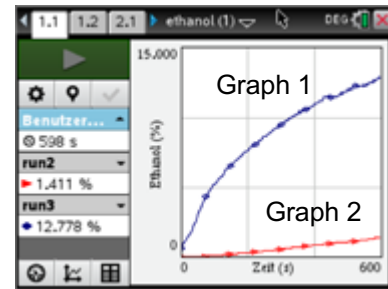 1.1 1.2 2.1 ethanol (1) DEG
Benutzer...
598 s
run2
1.411 %
run3
12.778 %
15.000
Ethanol (%)
0
Graph 1
Graph 2
0 Zeit (s) 600